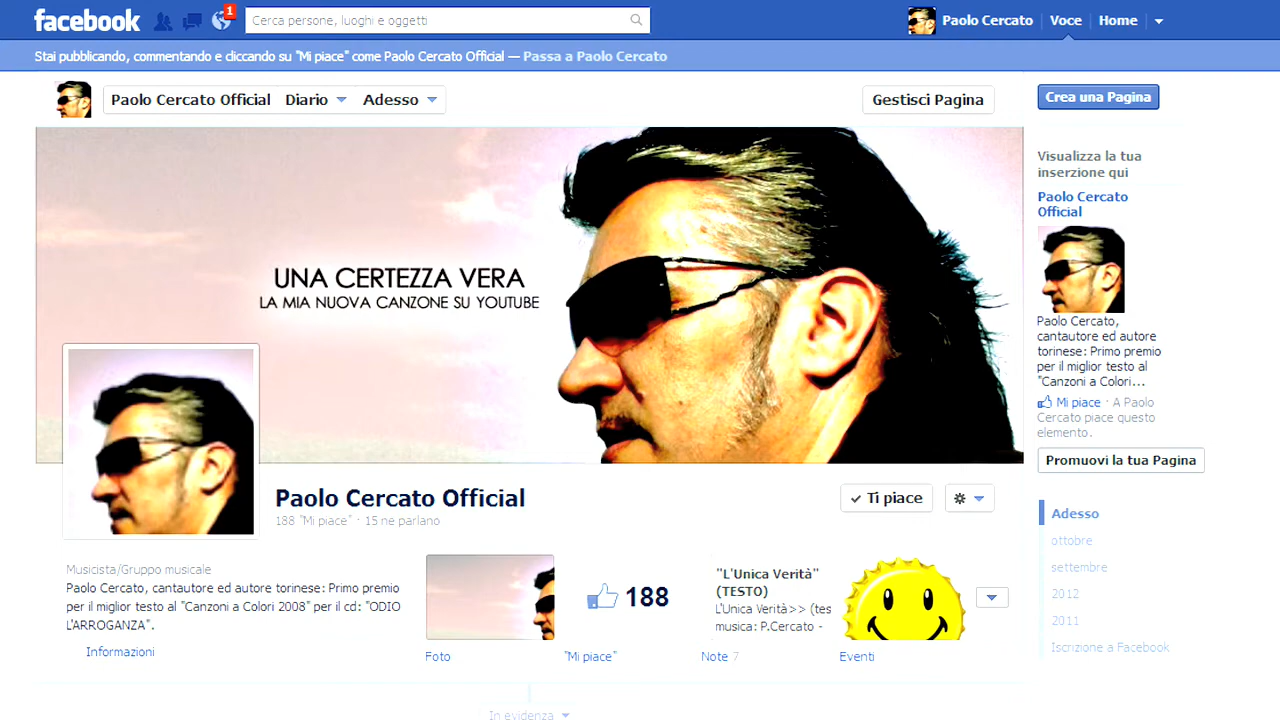 facebook
1
Cerca persone, luoghi e oggetti
Paolo Cercato
Voce
Home
Stai pubblicando, commentando e cliccando su "Mi piace" come Paolo Cercato Official — Passa a Paolo Cercato
Paolo Cercato Official
Diario
Adesso
Gestisci Pagina
Crea una Pagina
UNA CERTEZZA VERA
LA MIA NUOVA CANZONE SU YOUTUBE
Visualizza la tua
inserzione qui
Paolo Cercato
Official
Paolo Cercato,
cantautore ed autore
torinese: Primo premio
per il miglior testo al
"Canzoni a Colori...
Mi piace · A Paolo
Cercato piace questo
elemento.
Promuovi la tua Pagina
Paolo Cercato Official
188 "Mi piace" · 15 ne parlano
Ti piace
Adesso
ottobre
settembre
2012
2011
Iscrizione a Facebook
Musicista/Gruppo musicale
Paolo Cercato, cantautore ed autore torinese: Primo premio
per il miglior testo al "Canzoni a Colori 2008" per il cd: "ODIO
L'ARROGANZA".
Informazioni
188
"L'Unica Verità"
(TESTO)
L'Unica Verità>> (tes
musica: P.Cercato -
Foto
"Mi piace"
Note 7
Eventi
In evidenza